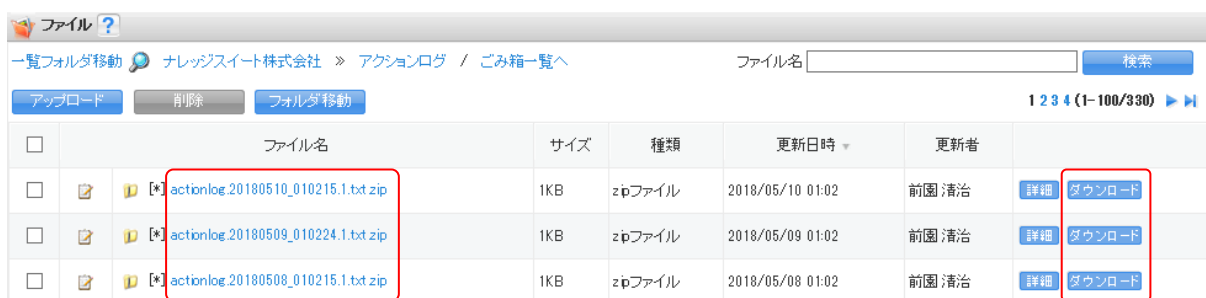 ファイル ?
一覧フォルダ移動 ナレッジスイート株式会社 » アクションログ / ごみ箱一覧へ ファイル名 検索
アップロード 削除 フォルダ移動 1 2 3 4 (1-100/330)
ファイル名 サイズ 種類 更新日時 更新者
[*] actionlog.20180510_010215.1.txt.zip 1KB zipファイル 2018/05/10 01:02 前園 清治 詳細 ダウンロード
[*] actionlog.20180509_010224.1.txt.zip 1KB zipファイル 2018/05/09 01:02 前園 清治 詳細 ダウンロード
[*] actionlog.20180508_010215.1.txt.zip 1KB zipファイル 2018/05/08 01:02 前園 清治 詳細 ダウンロード